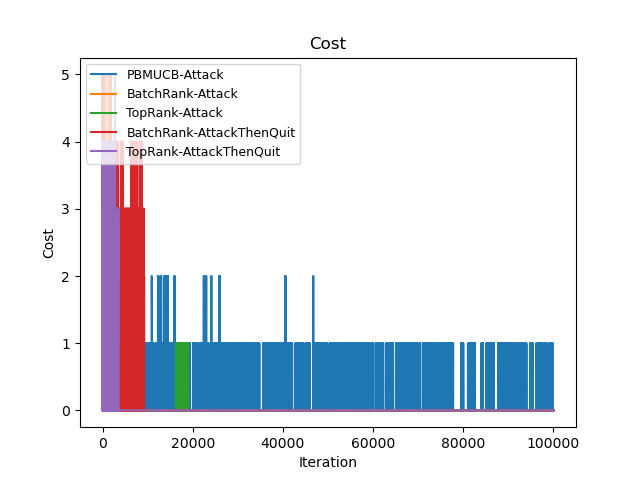 Cost
5
4
3
2
1
0
Cost
PBMUCB-Attack
BatchRank-Attack
TopRank-Attack
BatchRank-AttackThenQuit
TopRank-AttackThenQuit
0 20000 40000 60000 80000 100000
Iteration